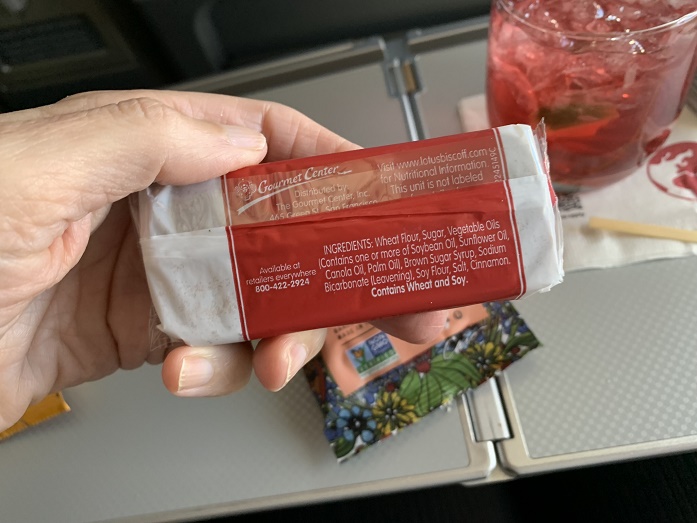 Gourmet Center
Distributed by
The Gourmet Center, Inc.
Visit www.lotusbiscoff.com
for Nutritional Information
This unit is not labeled
Available at
retailers everywhere
800-422-2924
INGREDIENTS: Wheat Flour, Sugar, Vegetable Oils
(Contains one or more of Soybean Oil, Sunflower Oil,
Canola Oil, Palm Oil), Brown Sugar Syrup, Sodium
Bicarbonate (Leavening), Soy Flour, Salt, Cinnamon.
Contains Wheat and Soy.